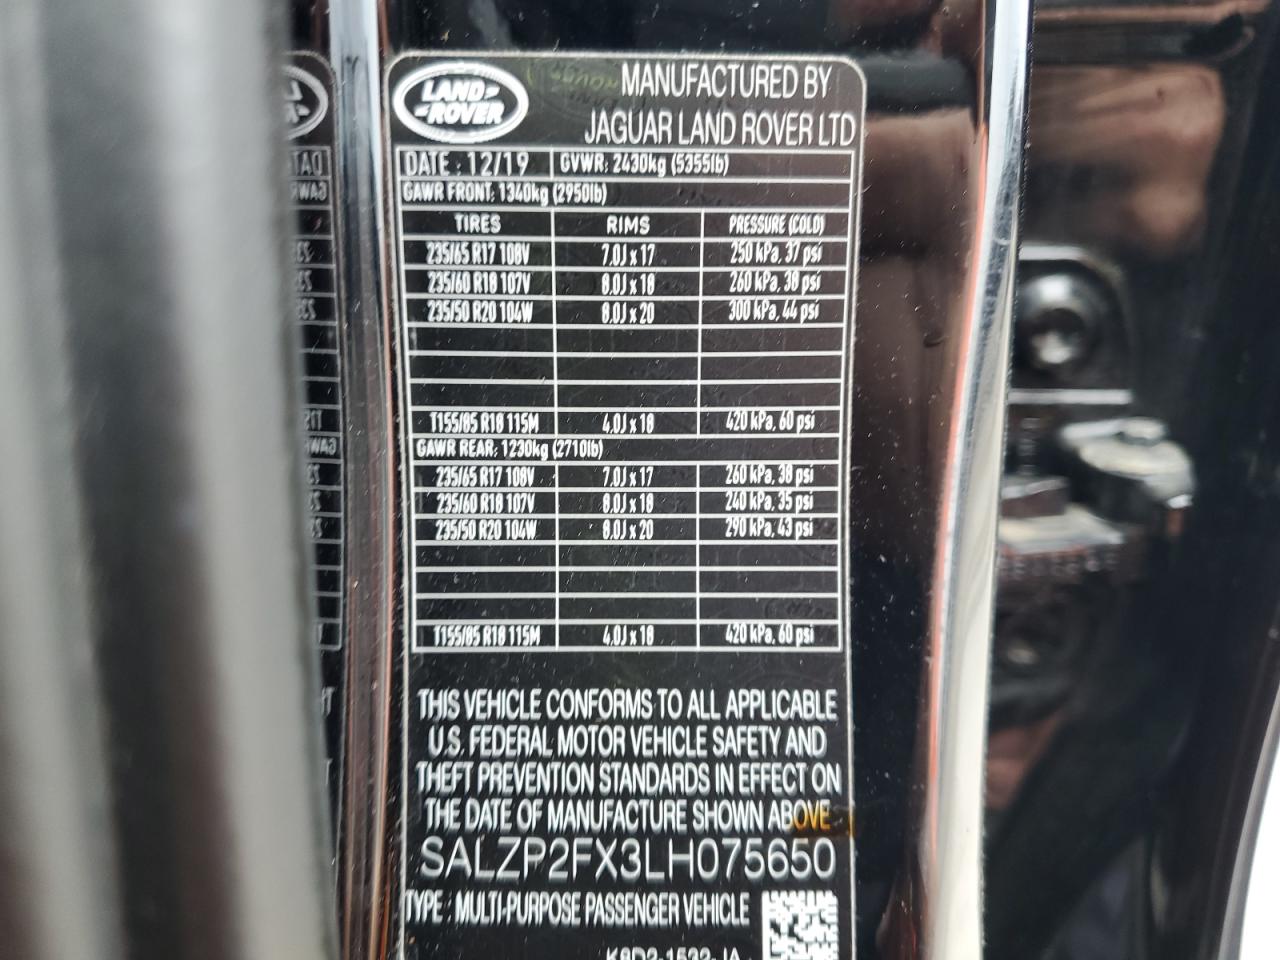 LAND
ROVER
MANUFACTURED BY
JAGUAR LAND ROVER LTD
DATE : 12/19 GVWR: 2430kg (5355lb)
GAWR FRONT: 1340kg (2950lb)
TIRES RIMS PRESSURE (COLD)
235/65 R17 108V 7.0J x 17 250 kPa, 37 psi
235/60 R18 107V 8.0J x 18 260 kPa, 38 psi
235/50 R20 104W 8.0J x 20 300 kPa, 44 psi
T155/85 R18 115M 4.0J x 18 420 kPa, 60 psi
GAWR REAR: 1230kg (2710lb)
235/65 R17 108V 7.0J x 17 260 kPa, 38 psi
235/60 R18 107V 8.0J x 18 240 kPa, 35 psi
235/50 R20 104W 8.0J x 20 290 kPa, 43 psi
T155/85 R18 115M 4.0J x 18 420 kPa, 60 psi
THIS VEHICLE CONFORMS TO ALL APPLICABLE
U.S. FEDERAL MOTOR VEHICLE SAFETY AND
THEFT PREVENTION STANDARDS IN EFFECT ON
THE DATE OF MANUFACTURE SHOWN ABOVE
SALZP2FX3LH075650
TYPE : MULTI-PURPOSE PASSENGER VEHICLE